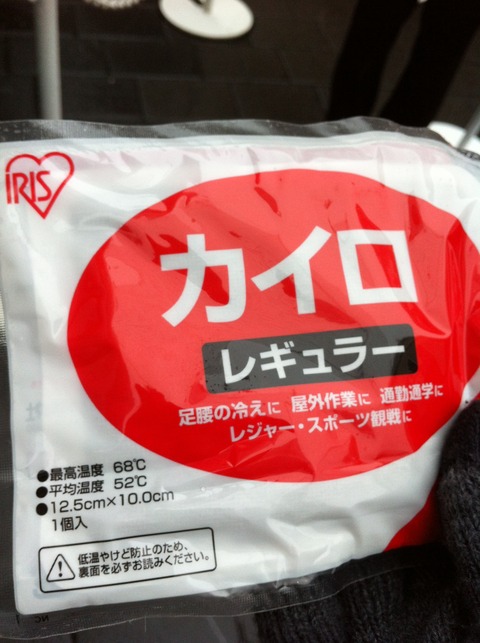 IRIS
カイロ
レギュラー
足腰の冷えに 屋外作業に 通勤通学に
レジャー・スポーツ観戦に
●最高温度 68℃
●平均温度 52℃
●12.5cm×10.0cm
1個入
低温やけど防止のため、
裏面を必ずお読みください。